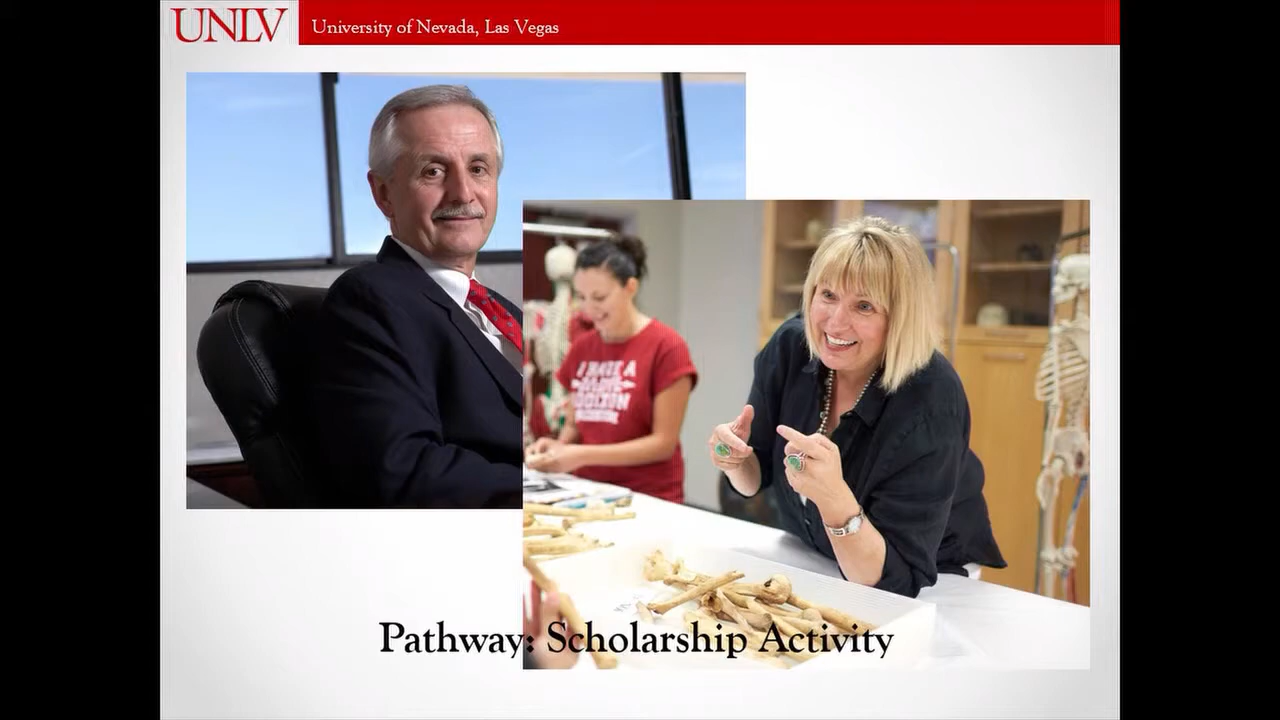 UNLV
University of Nevada, Las Vegas
I HAVE A
Pathway: Scholarship Activity